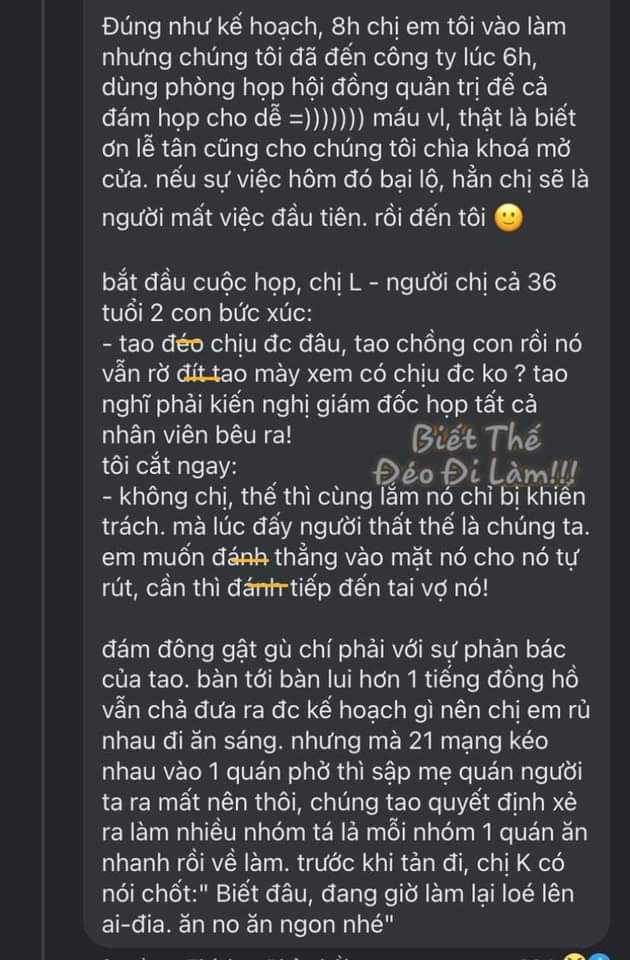 Đúng như kế hoạch, 8h chị em tôi vào làm
nhưng chúng tôi đã đến công ty lúc 6h,
dùng phòng họp hội đồng quản trị để cả
đám họp cho dễ =))))))) máu vl, thật là biết
ơn lễ tân cũng cho chúng tôi chìa khoá mở
cửa. nếu sự việc hôm đó bại lộ, hẳn chị sẽ là
người mất việc đầu tiên. rồi đến tôi 🙂
bắt đầu cuộc họp, chị L - người chị cả 36
tuổi 2 con bức xúc:
- tao déo chịu đc đâu, tao chồng con rồi nó
vẫn rờ đít tao mày xem có chịu đc ko ? tao
nghĩ phải kiến nghị giám đốc họp tất cả
nhân viên bêu ra!
Biết Thế
Déo Đi Làm!!!
tôi cắt ngay:
- không chị, thế thì cùng lắm nó chỉ bị khiển
trách. mà lúc đấy người thất thế là chúng ta.
em muốn đánh thẳng vào mặt nó cho nó tự
rút, cần thì đánh tiếp đến tai vợ nó!
đám đông gật gù chí phải với sự phản bác
của tao. bàn tới bàn lui hơn 1 tiếng đồng hồ
vẫn chả đưa ra đc kế hoạch gì nên chị em rủ
nhau đi ăn sáng. nhưng mà 21 mạng kéo
nhau vào 1 quán phở thì sập mẹ quán người
ta ra mất nên thôi, chúng tao quyết định xẻ
ra làm nhiều nhóm tá lả mỗi nhóm 1 quán ăn
nhanh rồi về làm. trước khi tản đi, chị K có
nói chốt:" Biết đâu, đang giờ làm lại loé lên
ai-đia. ăn no ăn ngon nhé"